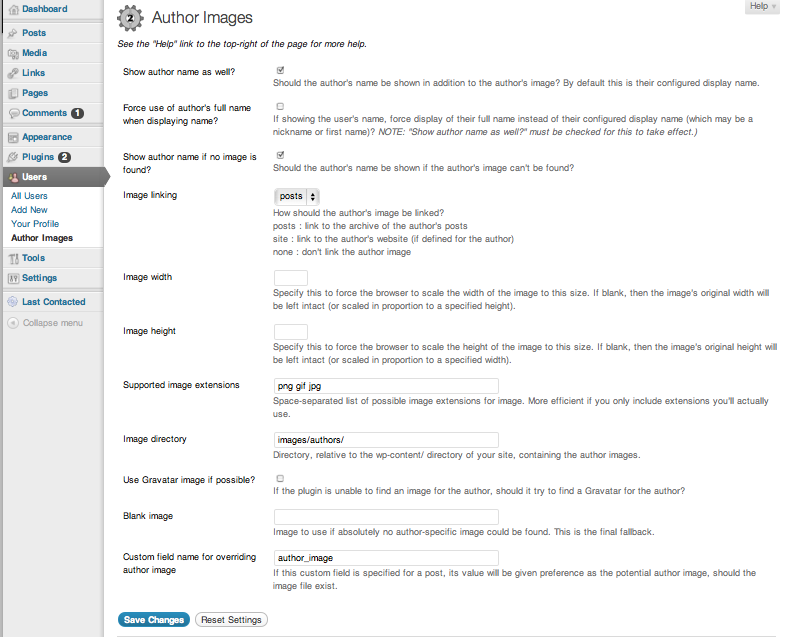 Help
Dashboard
Posts
Media
Links
Pages
Comments 1
Appearance
Plugins 2
Users
All Users
Add New
Your Profile
Author Images
Tools
Settings
Last Contacted
Collapse menu
Author Images
See the "Help" link to the top-right of the page for more help.
Show author name as well?
Should the author's name be shown in addition to the author's image? By default this is their configured display name.
Force use of author's full name
when displaying name?
If showing the user's name, force display of their full name instead of their configured display name (which may be a
nickname or first name)? NOTE: "Show author name as well?" must be checked for this to take effect.)
Show author name if no image is
found?
Should the author's name be shown if the author's image can't be found?
Image linking
posts
How should the author's image be linked?
posts : link to the archive of the author's posts
site : link to the author's website (if defined for the author)
none : don't link the author image
Image width
Specify this to force the browser to scale the width of the image to this size. If blank, then the image's original width will
be left intact (or scaled in proportion to a specified height).
Image height
Specify this to force the browser to scale the height of the image to this size. If blank, then the image's original height will
be left intact (or scaled in proportion to a specified width).
Supported image extensions
png gif jpg
Space-separated list of possible image extensions for image. More efficient if you only include extensions you'll actually
use.
Image directory
images/authors/
Directory, relative to the wp-content/ directory of your site, containing the author images.
Use Gravatar image if possible?
If the plugin is unable to find an image for the author, should it try to find a Gravatar for the author?
Blank image
Image to use if absolutely no author-specific image could be found. This is the final fallback.
Custom field name for overriding
author image
author_image
If this custom field is specified for a post, its value will be given preference as the potential author image, should the
image file exist.
Save Changes
Reset Settings